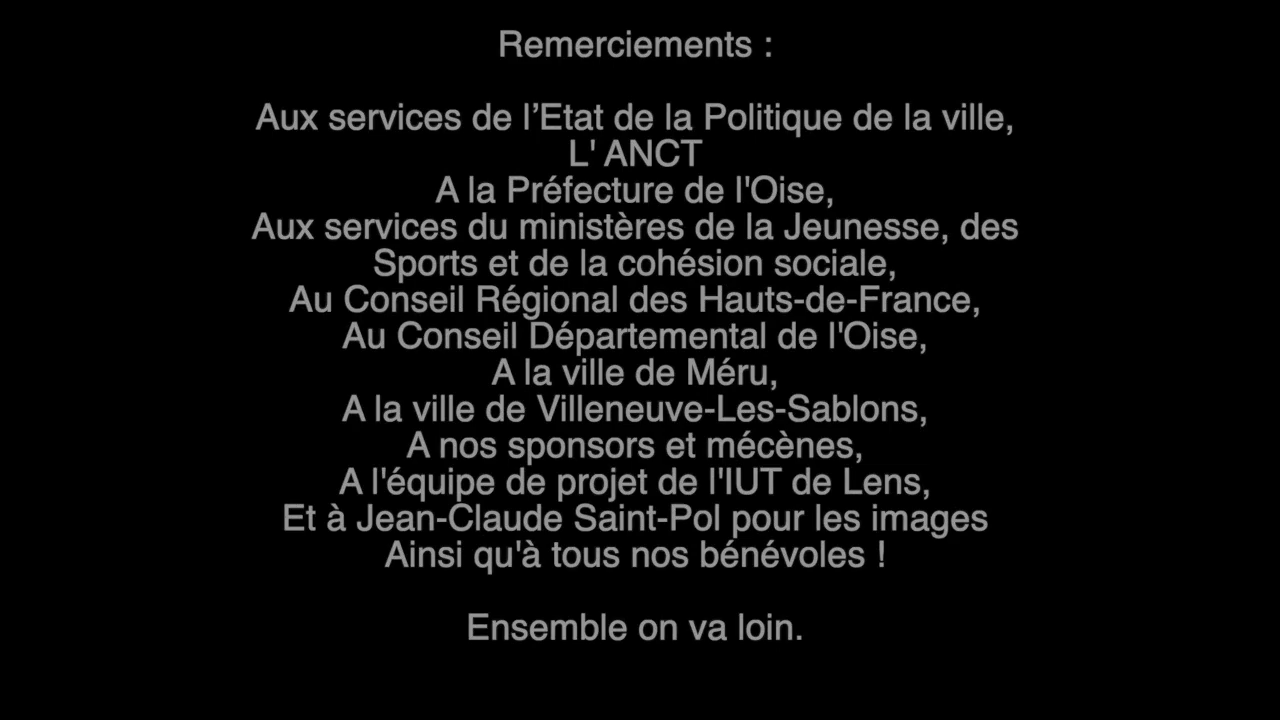 Remerciements :
Aux services de l’Etat de la Politique de la ville,
L' ANCT
A la Préfecture de l'Oise,
Aux services du ministères de la Jeunesse, des
Sports et de la cohésion sociale,
Au Conseil Régional des Hauts-de-France,
Au Conseil Départemental de l'Oise,
A la ville de Méru,
A la ville de Villeneuve-Les-Sablons,
A nos sponsors et mécènes,
A l'équipe de projet de l'IUT de Lens,
Et à Jean-Claude Saint-Pol pour les images
Ainsi qu'à tous nos bénévoles !
Ensemble on va loin.